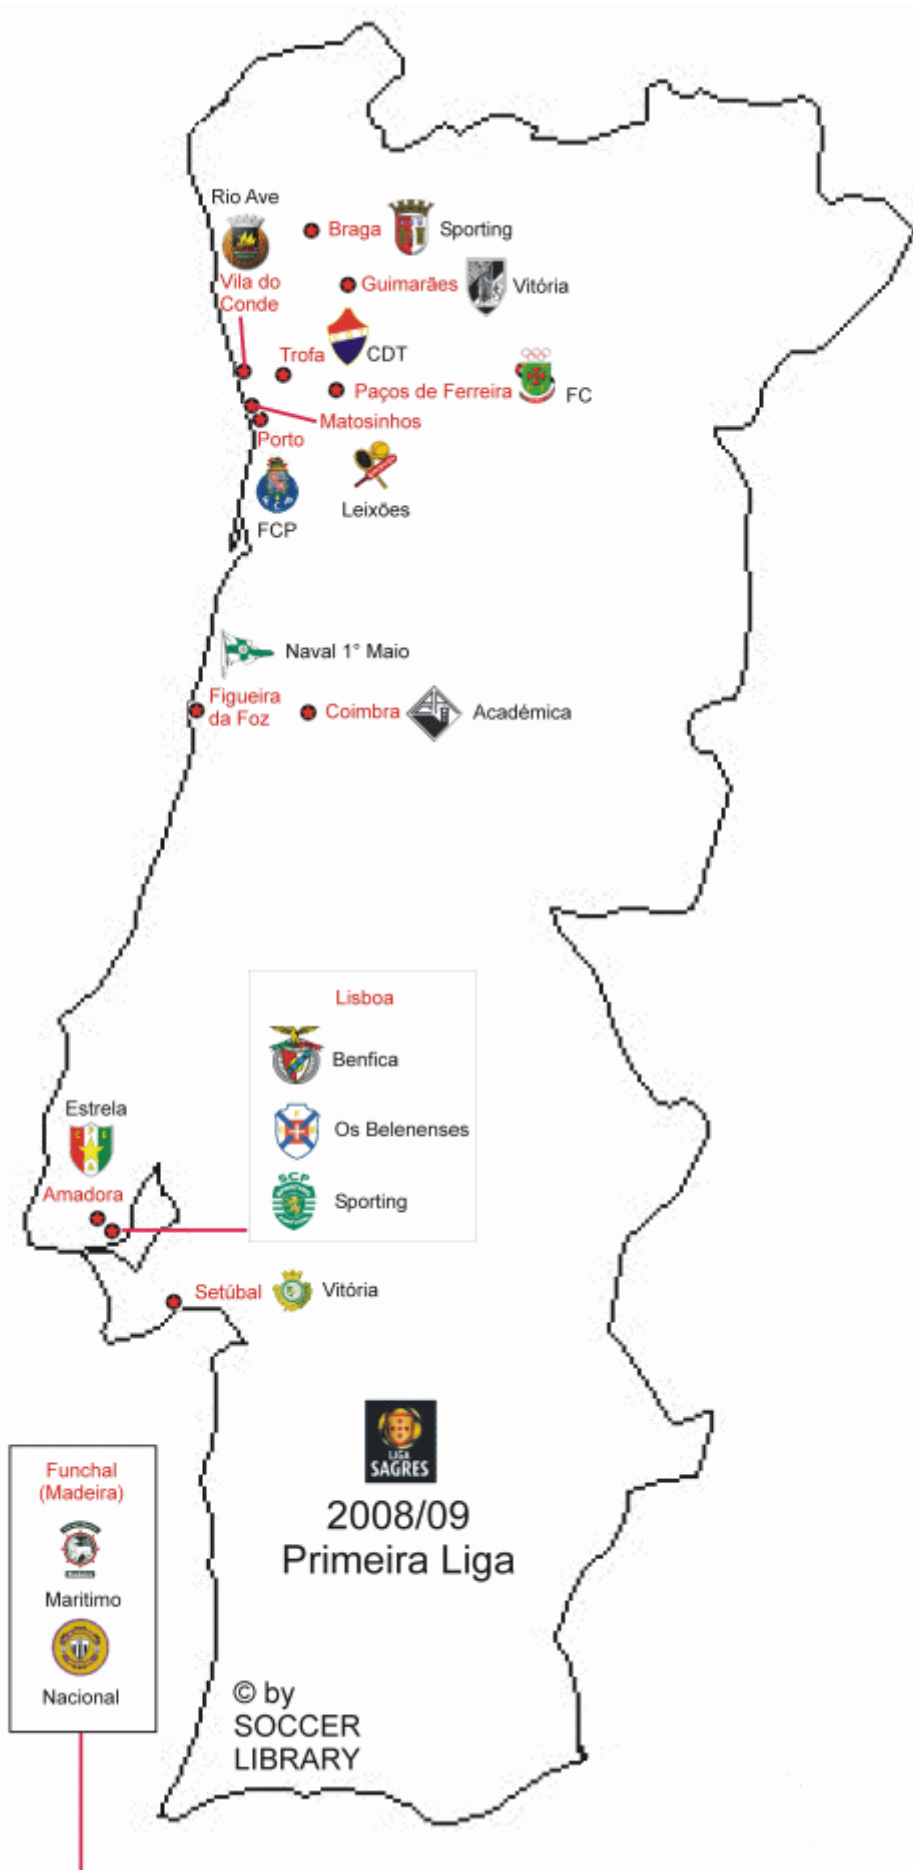 Rio Ave
Braga
Sporting
Vila do
Conde
Guimarães
Vitória
Trofa
CDT
Paços de Ferreira
FC
Matosinhos
Porto
FCP
Leixões
Naval 1° Maio
Figueira
da Foz
Coimbra
Académica
Lisboa
Benfica
Os Belenenses
SCP
Sporting
Estrela
Amadora
Setúbal
Vitória
LIGA
SAGRES
2008/09
Primeira Liga
Funchal
(Madeira)
Maritimo
Nacional
© by
SOCCER
LIBRARY